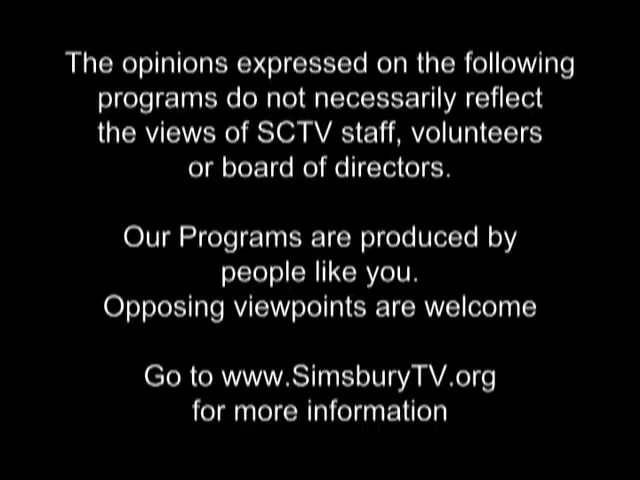 The opinions expressed on the following
programs do not necessarily reflect
the views of SCTV staff, volunteers
or board of directors.
Our Programs are produced by
people like you.
Opposing viewpoints are welcome
Go to www.SimsburyTV.org
for more information